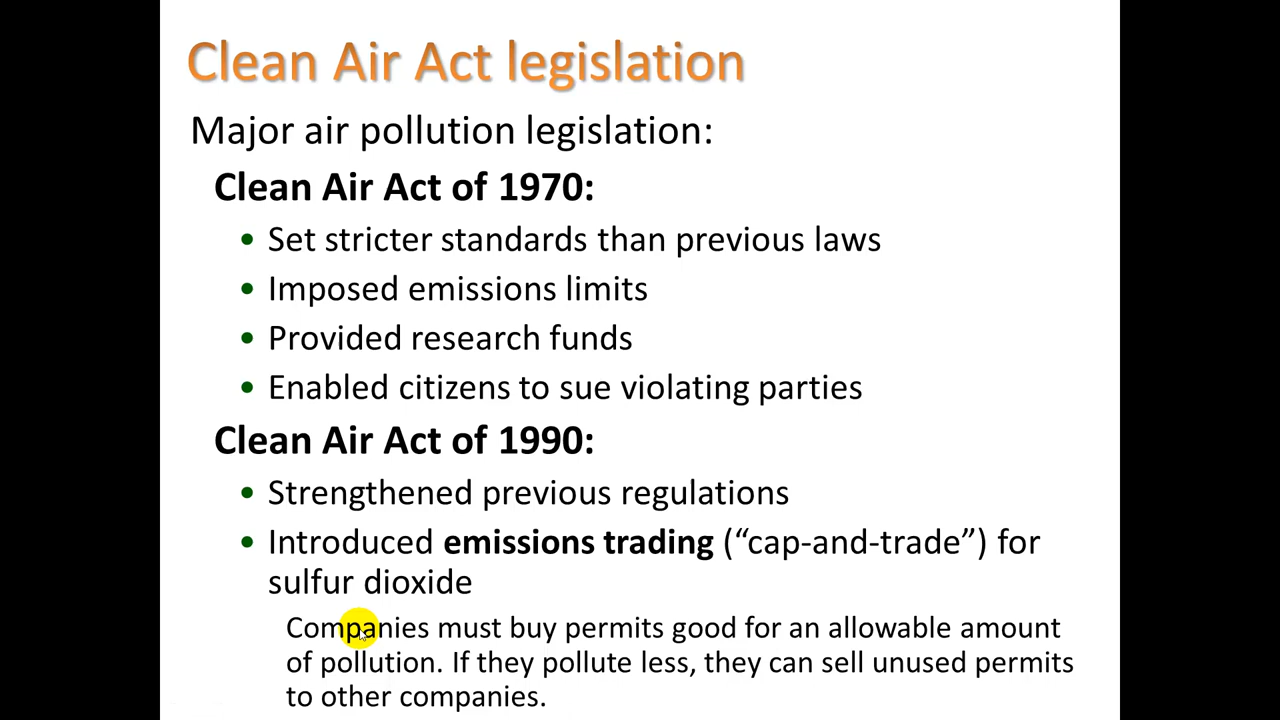 Clean Air Act legislation
Major air pollution legislation:
Clean Air Act of 1970:
• Set stricter standards than previous laws
• Imposed emissions limits
• Provided research funds
• Enabled citizens to sue violating parties
Clean Air Act of 1990:
• Strengthened previous regulations
• Introduced emissions trading (“cap-and-trade”) for
sulfur dioxide
Companies must buy permits good for an allowable amount
of pollution. If they pollute less, they can sell unused permits
to other companies.